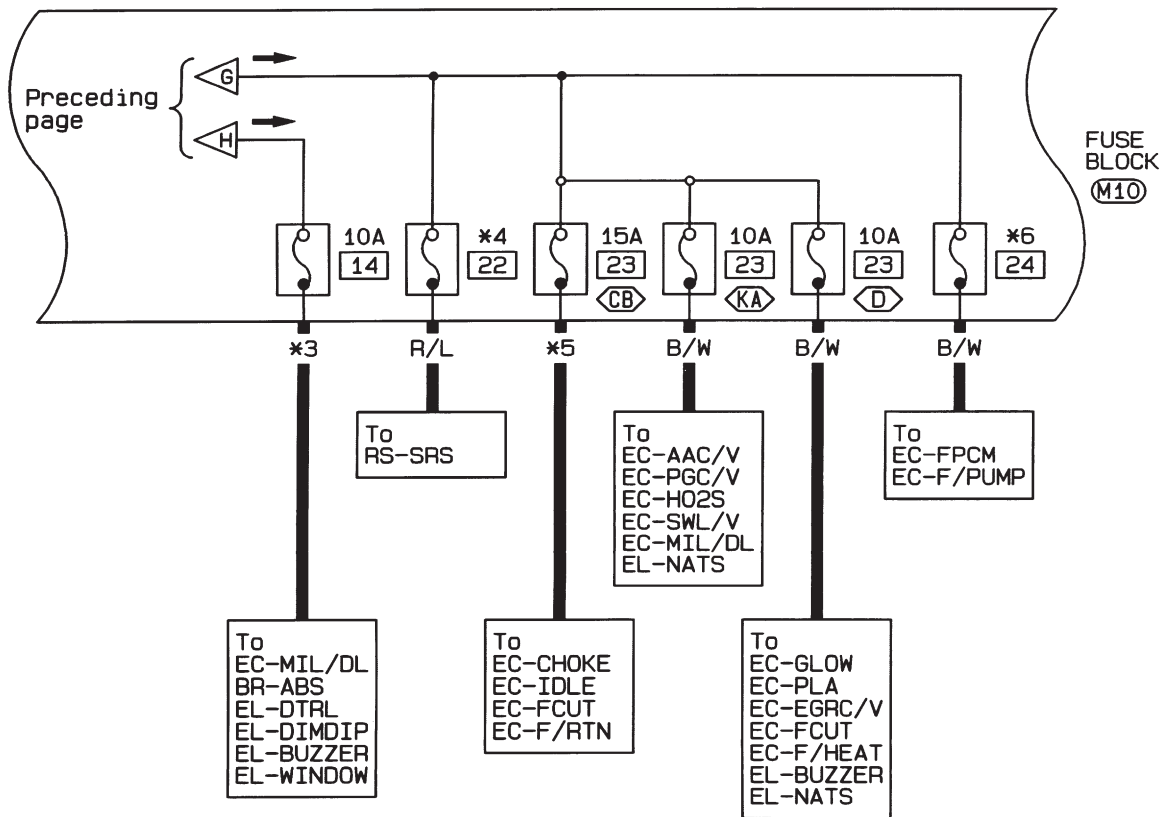 Preceding
page
G
H
FUSE
BLOCK
M10
10A
14
*4
22
15A
23
CB
10A
23
KA
10A
23
D
*6
24
*3
R/L
*5
B/W
B/W
B/W
To
RS-SRS
To
EC-AAC/V
EC-PGC/V
EC-HO2S
EC-SWL/V
EC-MIL/DL
EL-NATS
To
EC-FPCM
EC-F/PUMP
To
EC-MIL/DL
BR-ABS
EL-DTRL
EL-DIMDIP
EL-BUZZER
EL-WINDOW
To
EC-CHOKE
EC-IDLE
EC-FCUT
EC-F/RTN
To
EC-GLOW
EC-PLA
EC-EGRC/V
EC-FCUT
EC-F/HEAT
EL-BUZZER
EL-NATS